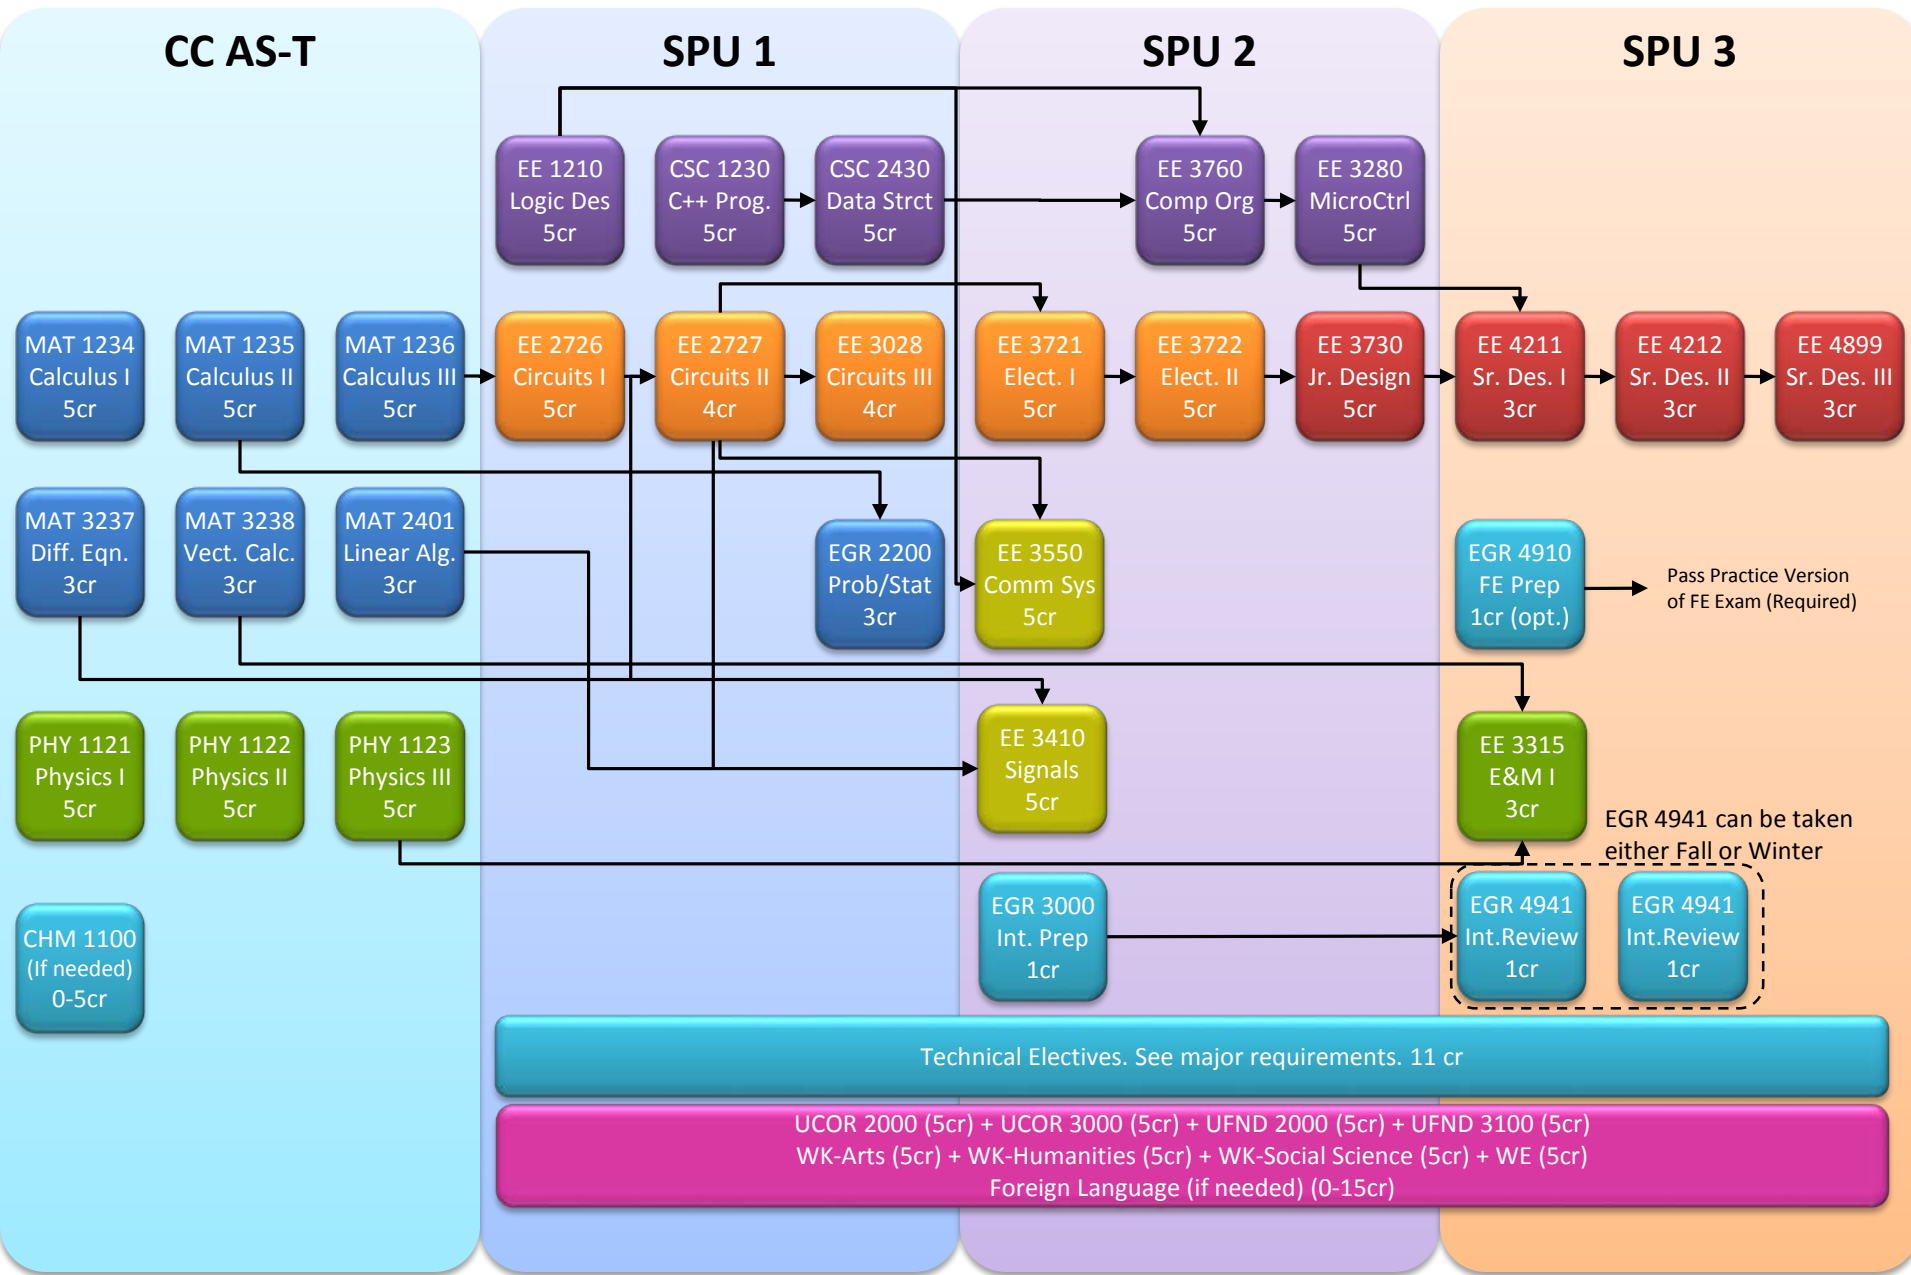 CC AS-T
SPU 1
SPU 2
SPU 3
EE 1210
Logic Des
5cr
CSC 1230
C++ Prog.
5cr
CSC 2430
Data Strct
5cr
EE 3760
Comp Org
5cr
EE 3280
MicroCtrl
5cr
MAT 1234
Calculus I
5cr
MAT 1235
Calculus II
5cr
MAT 1236
Calculus III
5cr
EE 2726
Circuits I
5cr
EE 2727
Circuits II
4cr
EE 3028
Circuits III
4cr
EE 3721
Elect. I
5cr
EE 3722
Elect. II
5cr
EE 3730
Jr. Design
5cr
EE 4211
Sr. Des. I
3cr
EE 4212
Sr. Des. II
3cr
EE 4899
Sr. Des. III
3cr
MAT 3237
Diff. Eqn.
3cr
MAT 3238
Vect. Calc.
3cr
MAT 2401
Linear Alg.
3cr
EGR 2200
Prob/Stat
3cr
EE 3550
Comm Sys
5cr
EGR 4910
FE Prep
1cr (opt.)
Pass Practice Version
of FE Exam (Required)
PHY 1121
Physics I
5cr
PHY 1122
Physics II
5cr
PHY 1123
Physics III
5cr
EE 3410
Signals
5cr
EE 3315
E&M I
3cr
EGR 4941 can be taken
either Fall or Winter
CHM 1100
(If needed)
0-5cr
EGR 3000
Int. Prep
1cr
EGR 4941
Int.Review
1cr
EGR 4941
Int.Review
1cr
Technical Electives. See major requirements. 11 cr
UCOR 2000 (5cr) + UCOR 3000 (5cr) + UFND 2000 (5cr) + UFND 3100 (5cr)
WK-Arts (5cr) + WK-Humanities (5cr) + WK-Social Science (5cr) + WE (5cr)
Foreign Language (if needed) (0-15cr)